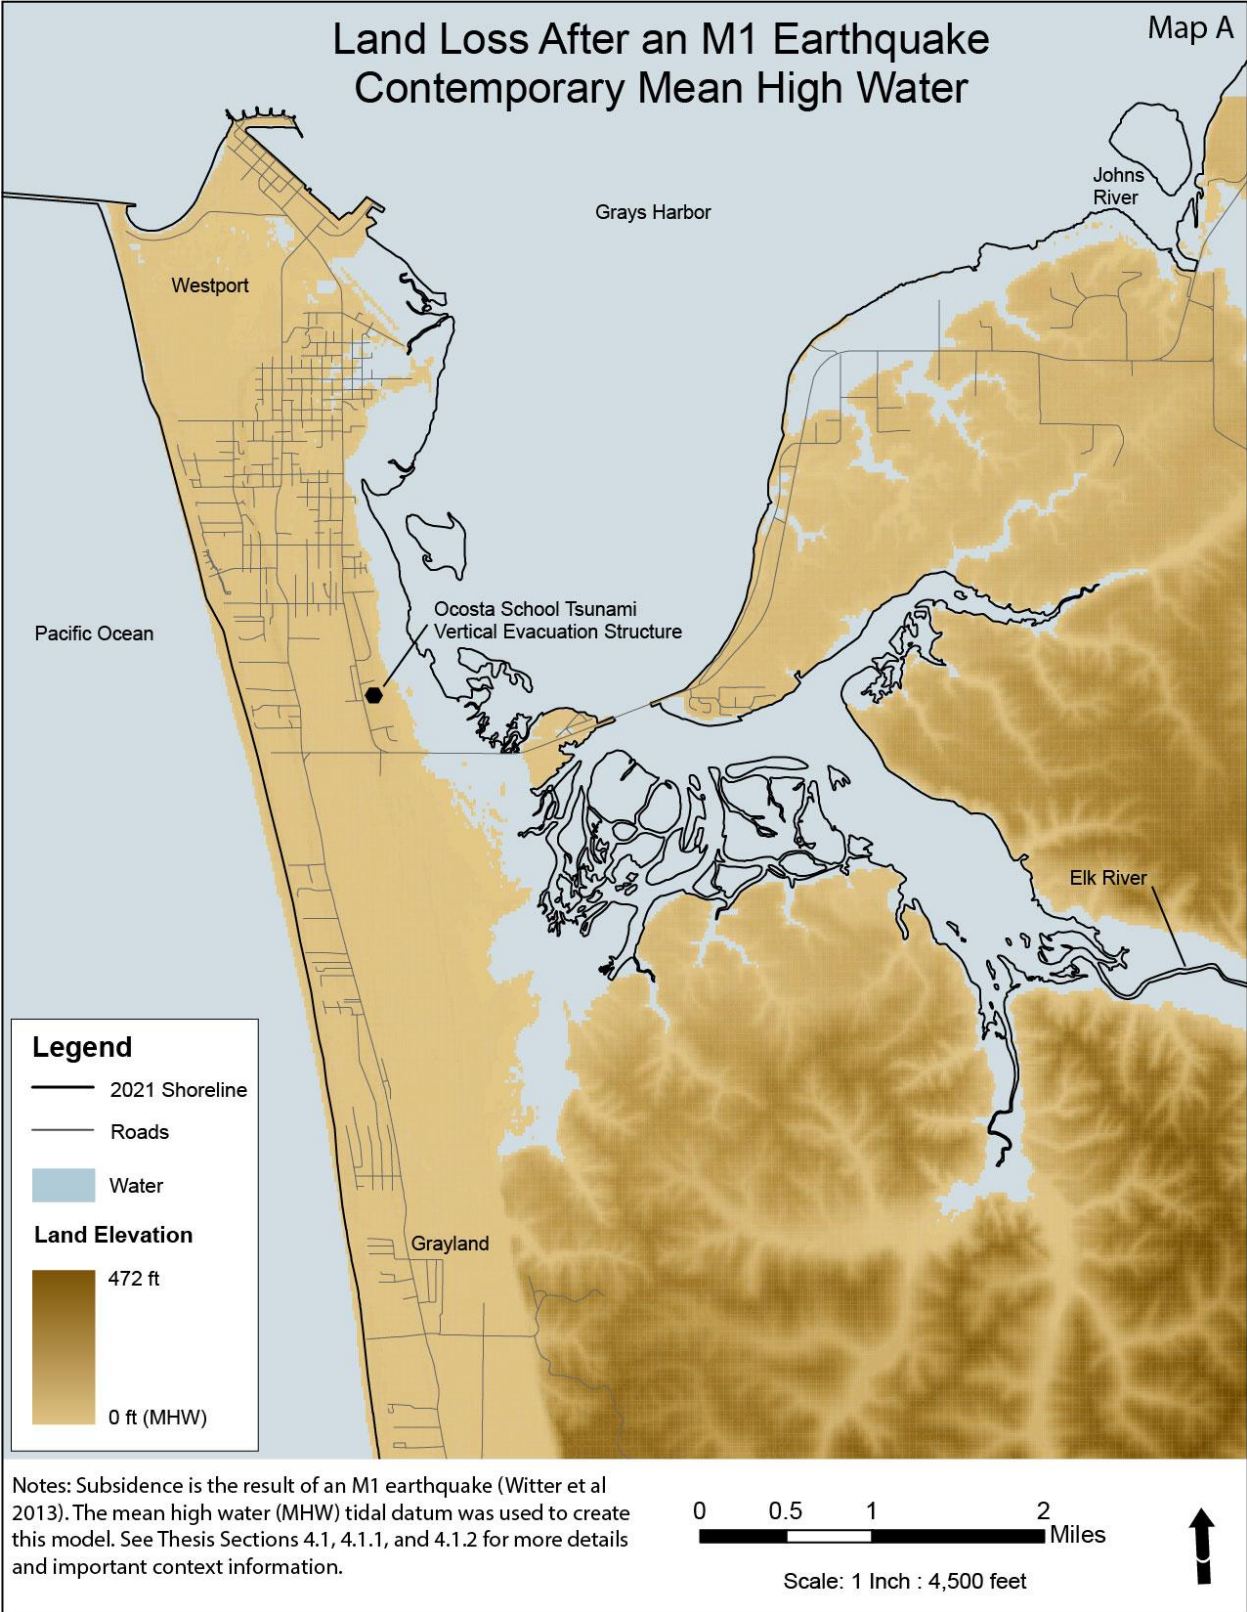 Land Loss After an M1 Earthquake
Contemporary Mean High Water
Map A
Johns
River
Grays Harbor
Westport
Ocosta School Tsunami
Vertical Evacuation Structure
Pacific Ocean
Elk River
Grayland
Legend
2021 Shoreline
Roads
Water
Land Elevation
472 ft
0 ft (MHW)
Notes: Subsidence is the result of an M1 earthquake (Witter et al
2013). The mean high water (MHW) tidal datum was used to create
this model. See Thesis Sections 4.1, 4.1.1, and 4.1.2 for more details
and important context information.
0 0.5 1 2
Miles
Scale: 1 Inch : 4,500 feet